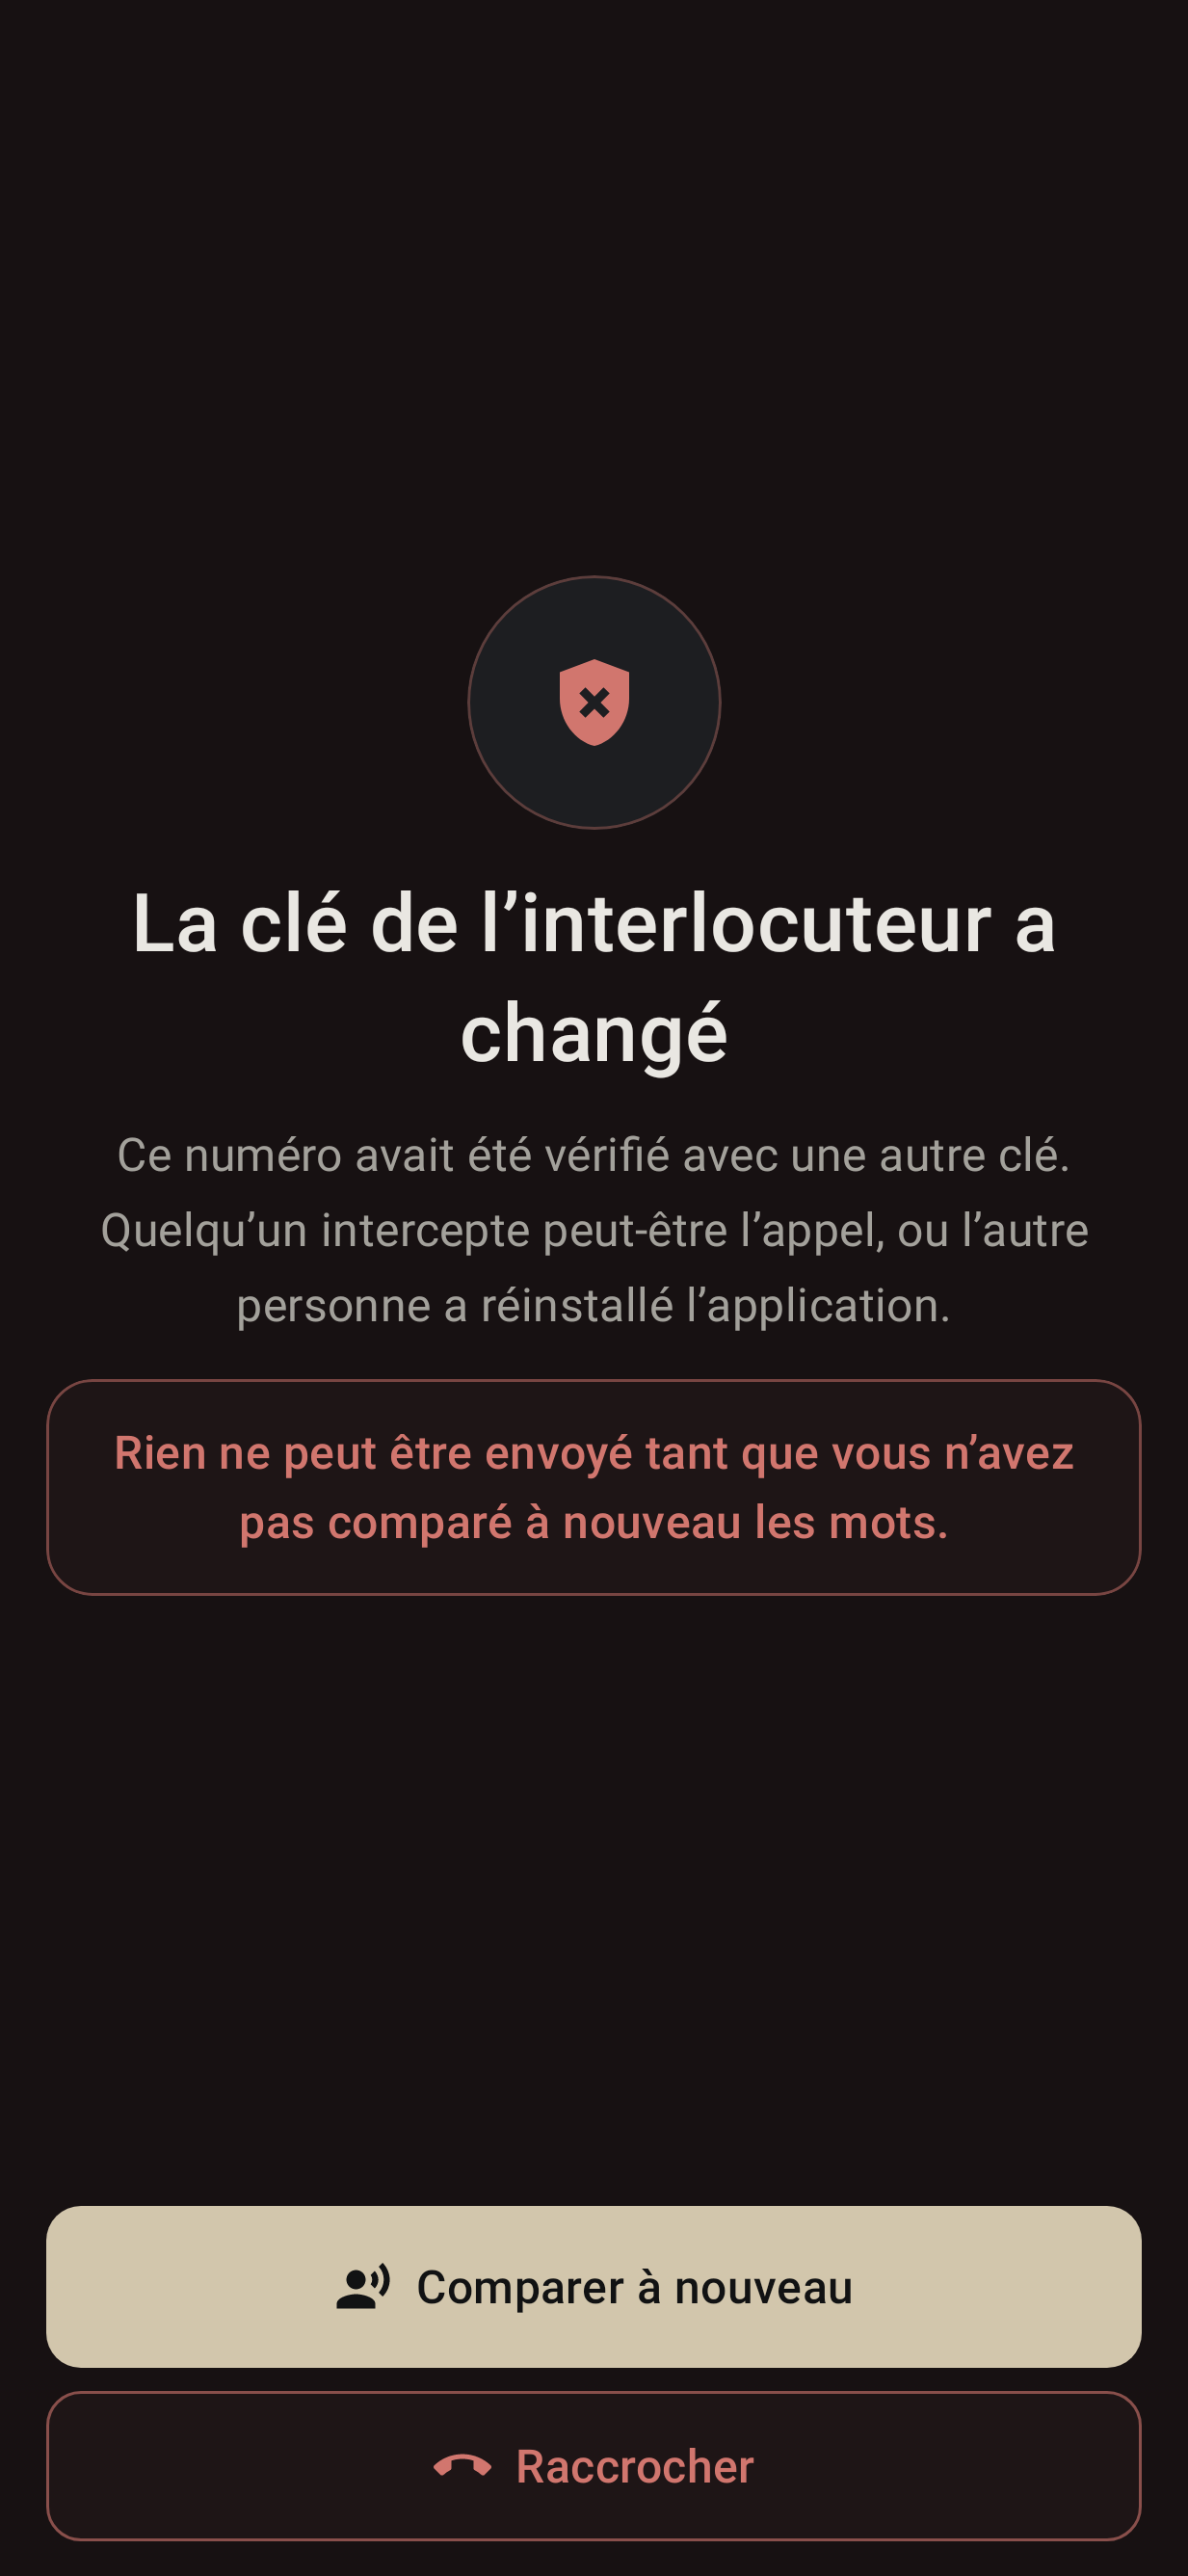 La clé de l’interlocuteur a
changé
Ce numéro avait été vérifié avec une autre clé.
Quelqu’un intercepte peut-être l’appel, ou l’autre
personne a réinstallé l’application.
Rien ne peut être envoyé tant que vous n’avez
pas comparé à nouveau les mots.
Comparer à nouveau
Raccrocher